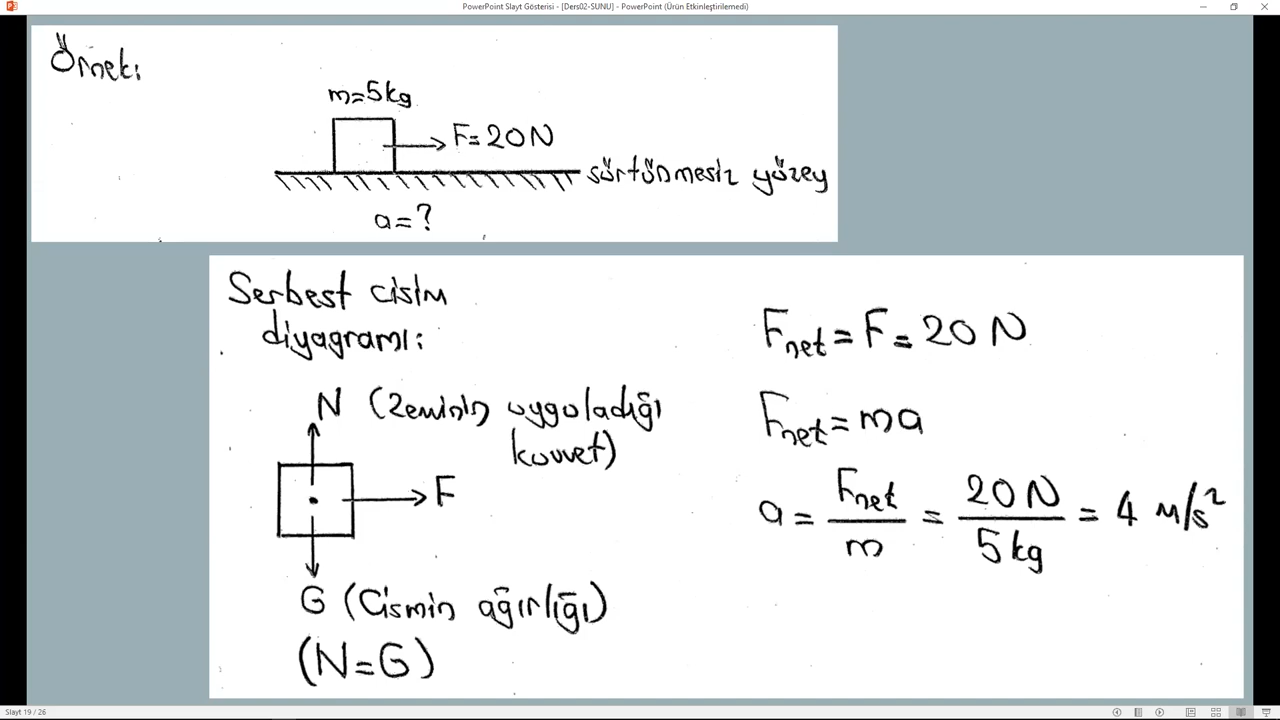 PowerPoint Slayt Gösterisi - [Ders02-SUNU] - PowerPoint (Ürün Etkinleştirilemedi)
Örnek:
m=5kg
F=20N
sürtünmesiz yüzey
a=?
Serbest cisim
diyagramı:
N (Zeminin uyguladığı
kuvvet)
F
G (Cismin ağırlığı)
(N=G)
Fnet = F = 20 N
Fnet = ma
a = Fnet/m = 20 N/5 kg = 4 m/s²
Slayt 19 / 26